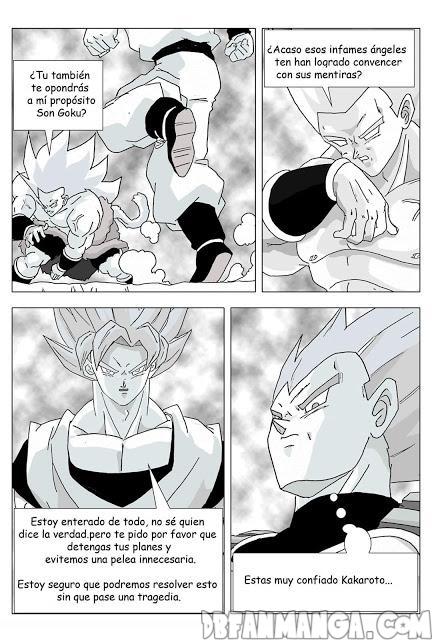 ¿Tu también
te opondrás
a mí propósito
Son Goku?
¿Acaso esos infames ángeles
ten han logrado convencer
con sus mentiras?
Estoy enterado de todo, no sé quien
dice la verdad.pero te pido por favor que
detengas tus planes y
evitemos una pelea innecesaria.
Estoy seguro que podremos resolver esto
sin que pase una tragedia.
Estas muy confiado Kakaroto...
DBFANMANGA.COM